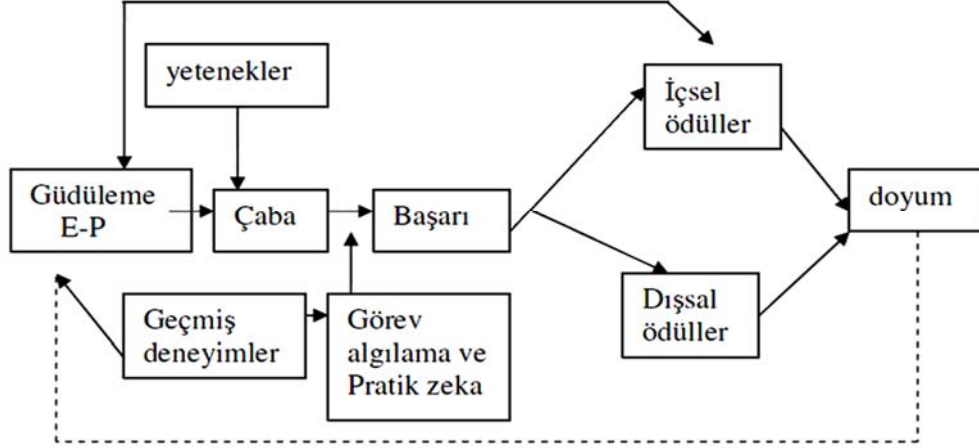 yetenekler
İçsel
ödüller
Güdüleme
E-P
Çaba
Başarı
doyum
Geçmiş
deneyimler
Görev
algılama ve
Pratik zeka
Dışsal
ödüller